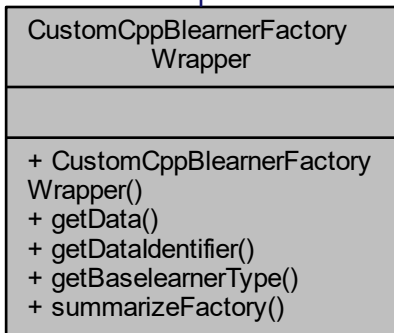 CustomCppBlearnerFactory
Wrapper
+ CustomCppBlearnerFactory
Wrapper()
+ getData()
+ getDataIdentifier()
+ getBaselearnerType()
+ summarizeFactory()